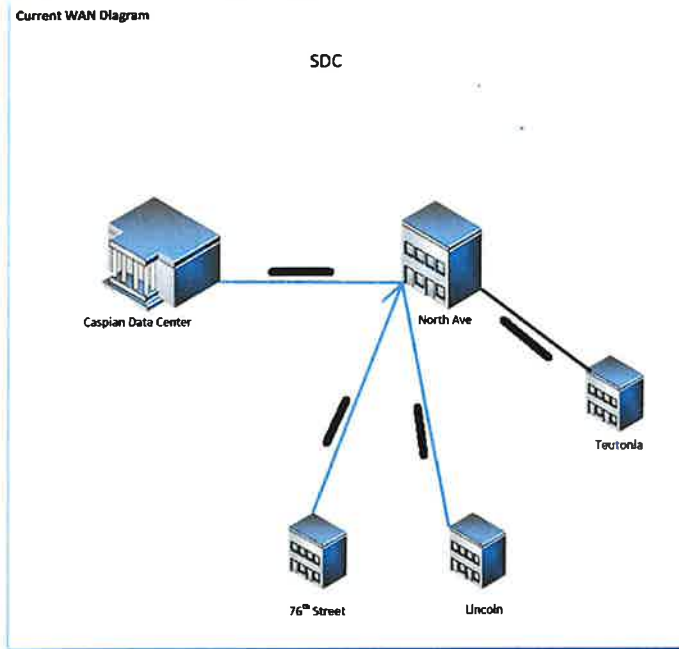 Current WAN Diagram
SDC
Caspian Data Center
North Ave
Teutonia
76th Street
Lincoln